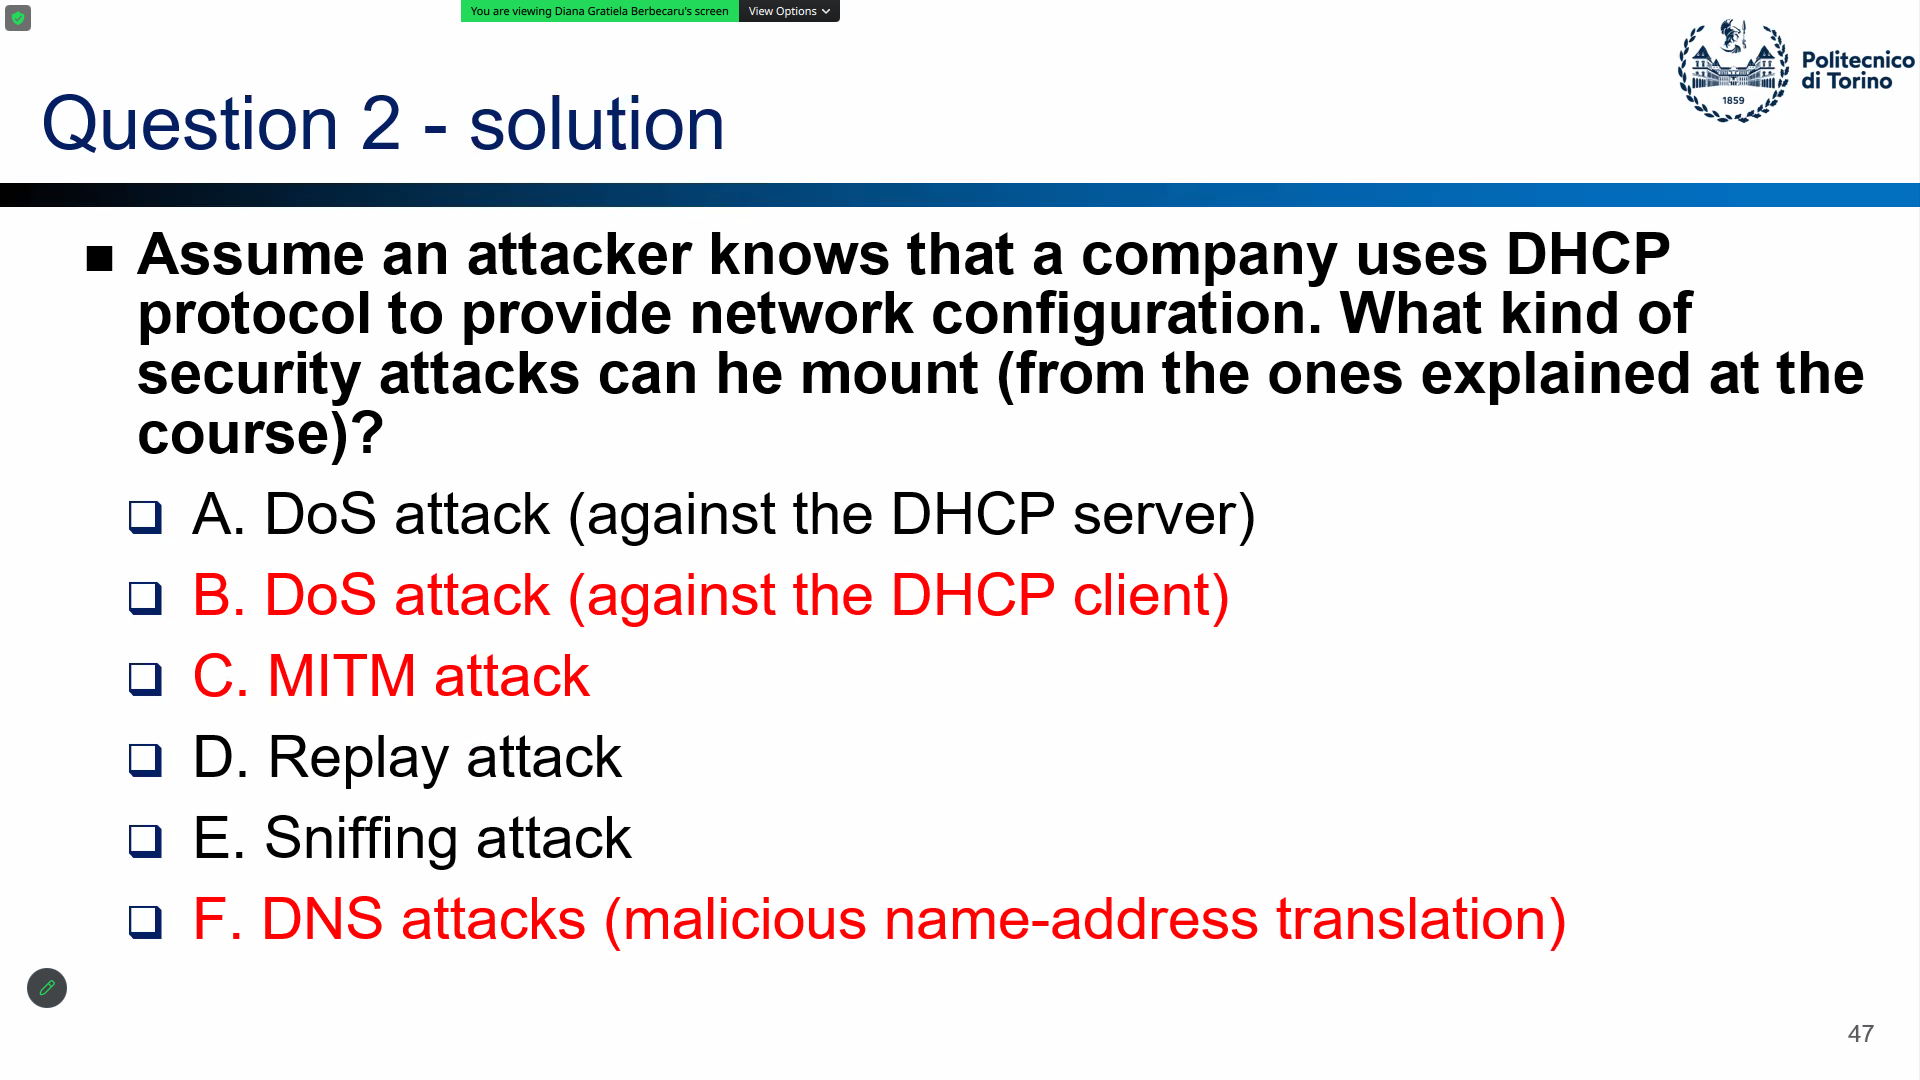 You are viewing Diana Gratiela Berbecaru's screen View Options
Politecnico
di Torino
1859
Question 2 - solution
Assume an attacker knows that a company uses DHCP
protocol to provide network configuration. What kind of
security attacks can he mount (from the ones explained at the
course)?
A. DoS attack (against the DHCP server)
B. DoS attack (against the DHCP client)
C. MITM attack
D. Replay attack
E. Sniffing attack
F. DNS attacks (malicious name-address translation)
47